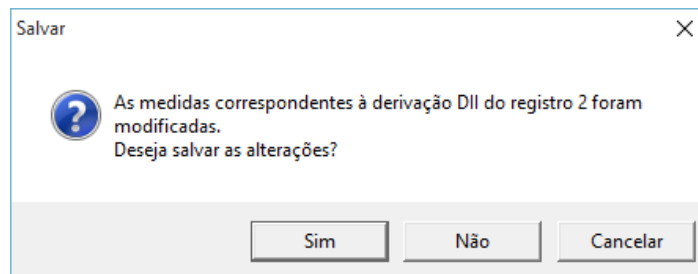 Salvar
As medidas correspondentes à derivação DII do registro 2 foram
modificadas.
Deseja salvar as alterações?
Sim
Não
Cancelar